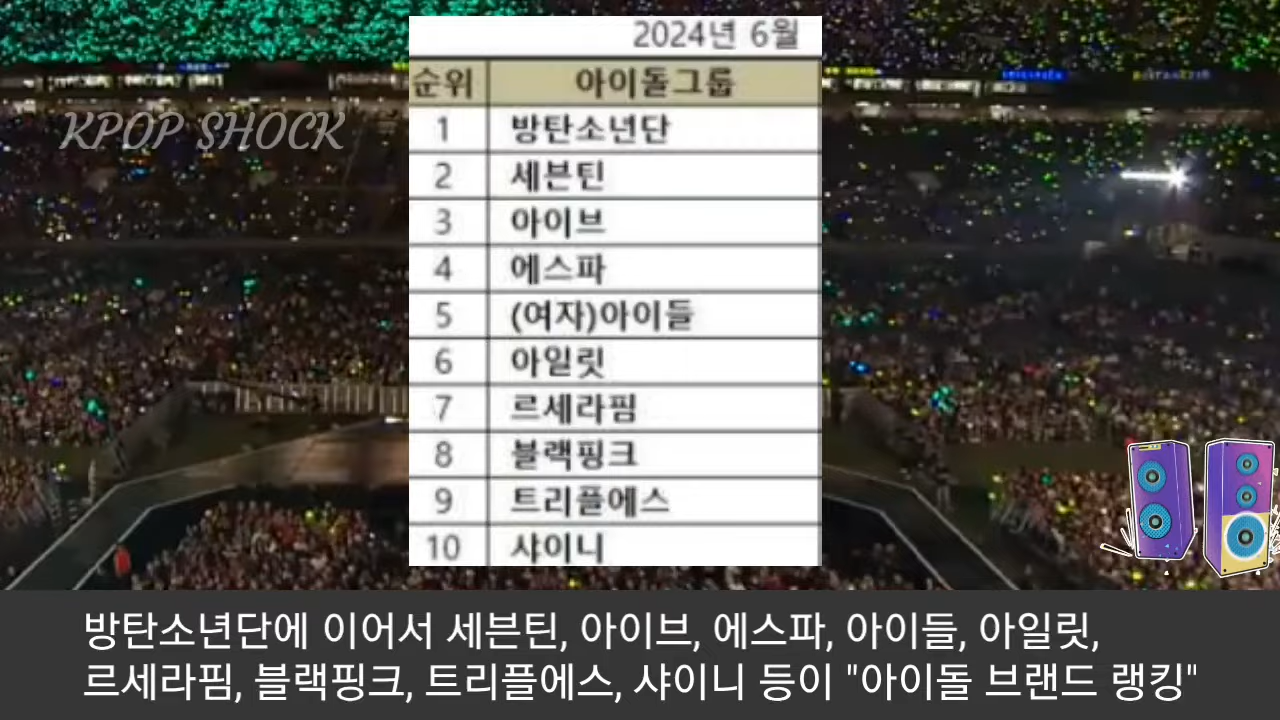 2024년 6월
순위 아이돌그룹
KPOP SHOCK
1 방탄소년단
2 세븐틴
3 아이브
4 에스파
5 (여자)아이들
6 아일릿
7 르세라핌
8 블랙핑크
9 트리플에스
10 샤이니
방탄소년단에 이어서 세븐틴, 아이브, 에스파, 아이들, 아일릿,
르세라핌, 블랙핑크, 트리플에스, 샤이니 등이 "아이돌 브랜드 랭킹"